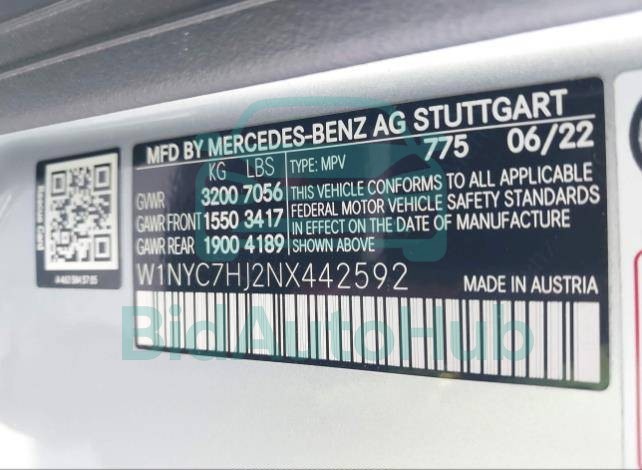 MFD BY MERCEDES-BENZ AG STUTTGART
775 06/22
KG LBS
GVWR 3200 7056
GAWR FRONT 1550 3417
GAWR REAR 1900 4189
TYPE: MPV
THIS VEHICLE CONFORMS TO ALL APPLICABLE
FEDERAL MOTOR VEHICLE SAFETY STANDARDS
IN EFFECT ON THE DATE OF MANUFACTURE
SHOWN ABOVE
W1NYC7HJ2NX442592
MADE IN AUSTRIA
Rescue Card
BidAutoHub